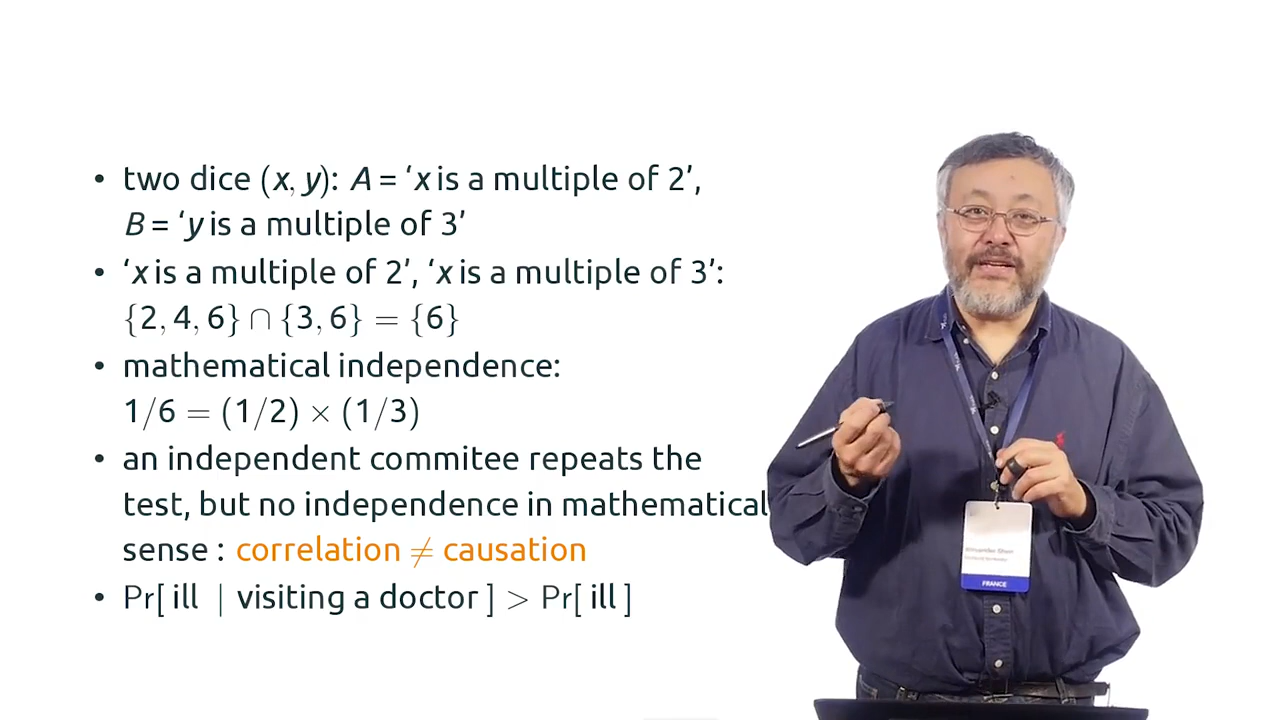 • two dice (x, y): A = ‘x is a multiple of 2’,
B = ‘y is a multiple of 3’
• ‘x is a multiple of 2’, ‘x is a multiple of 3’:
{2, 4, 6} ∩ {3, 6} = {6}
• mathematical independence:
1/6 = (1/2) × (1/3)
• an independent commitee repeats the
test, but no independence in mathematical
sense : correlation ≠ causation
• Pr[ ill | visiting a doctor ] > Pr[ ill ]
FRANCE